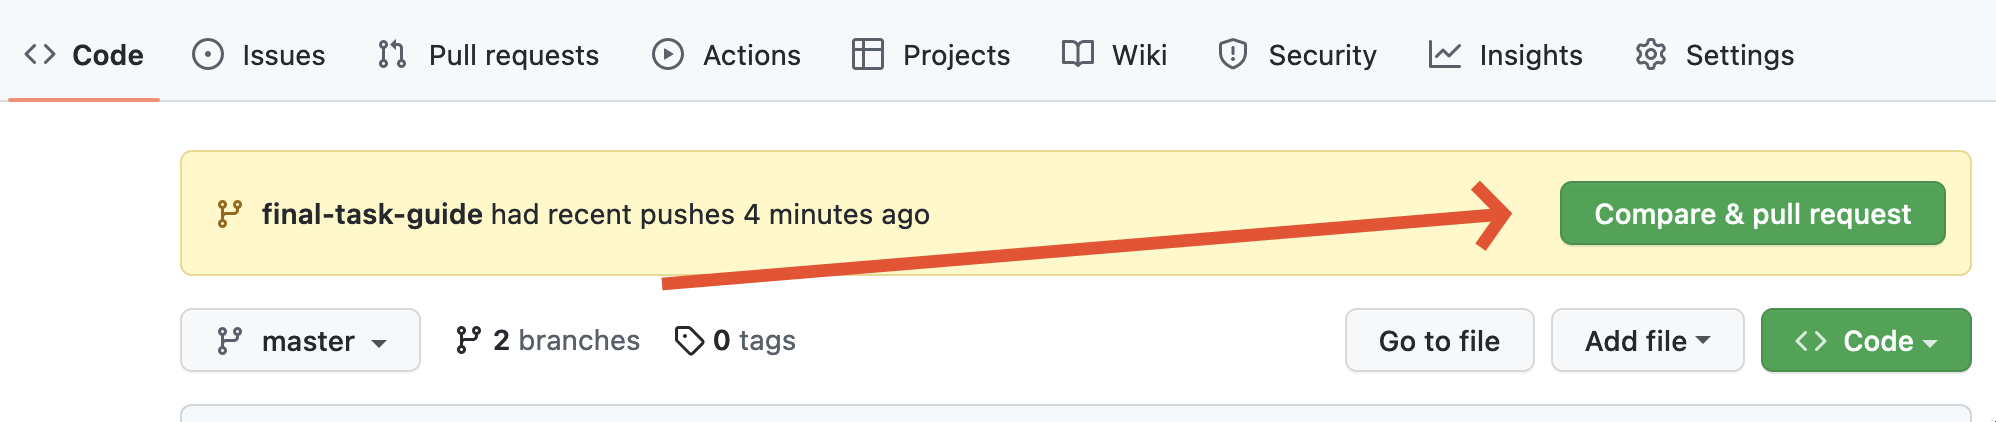 Code Issues Pull requests Actions Projects Wiki Security Insights Settings
final-task-guide had recent pushes 4 minutes ago Compare & pull request
master 2 branches 0 tags Go to file Add file Code